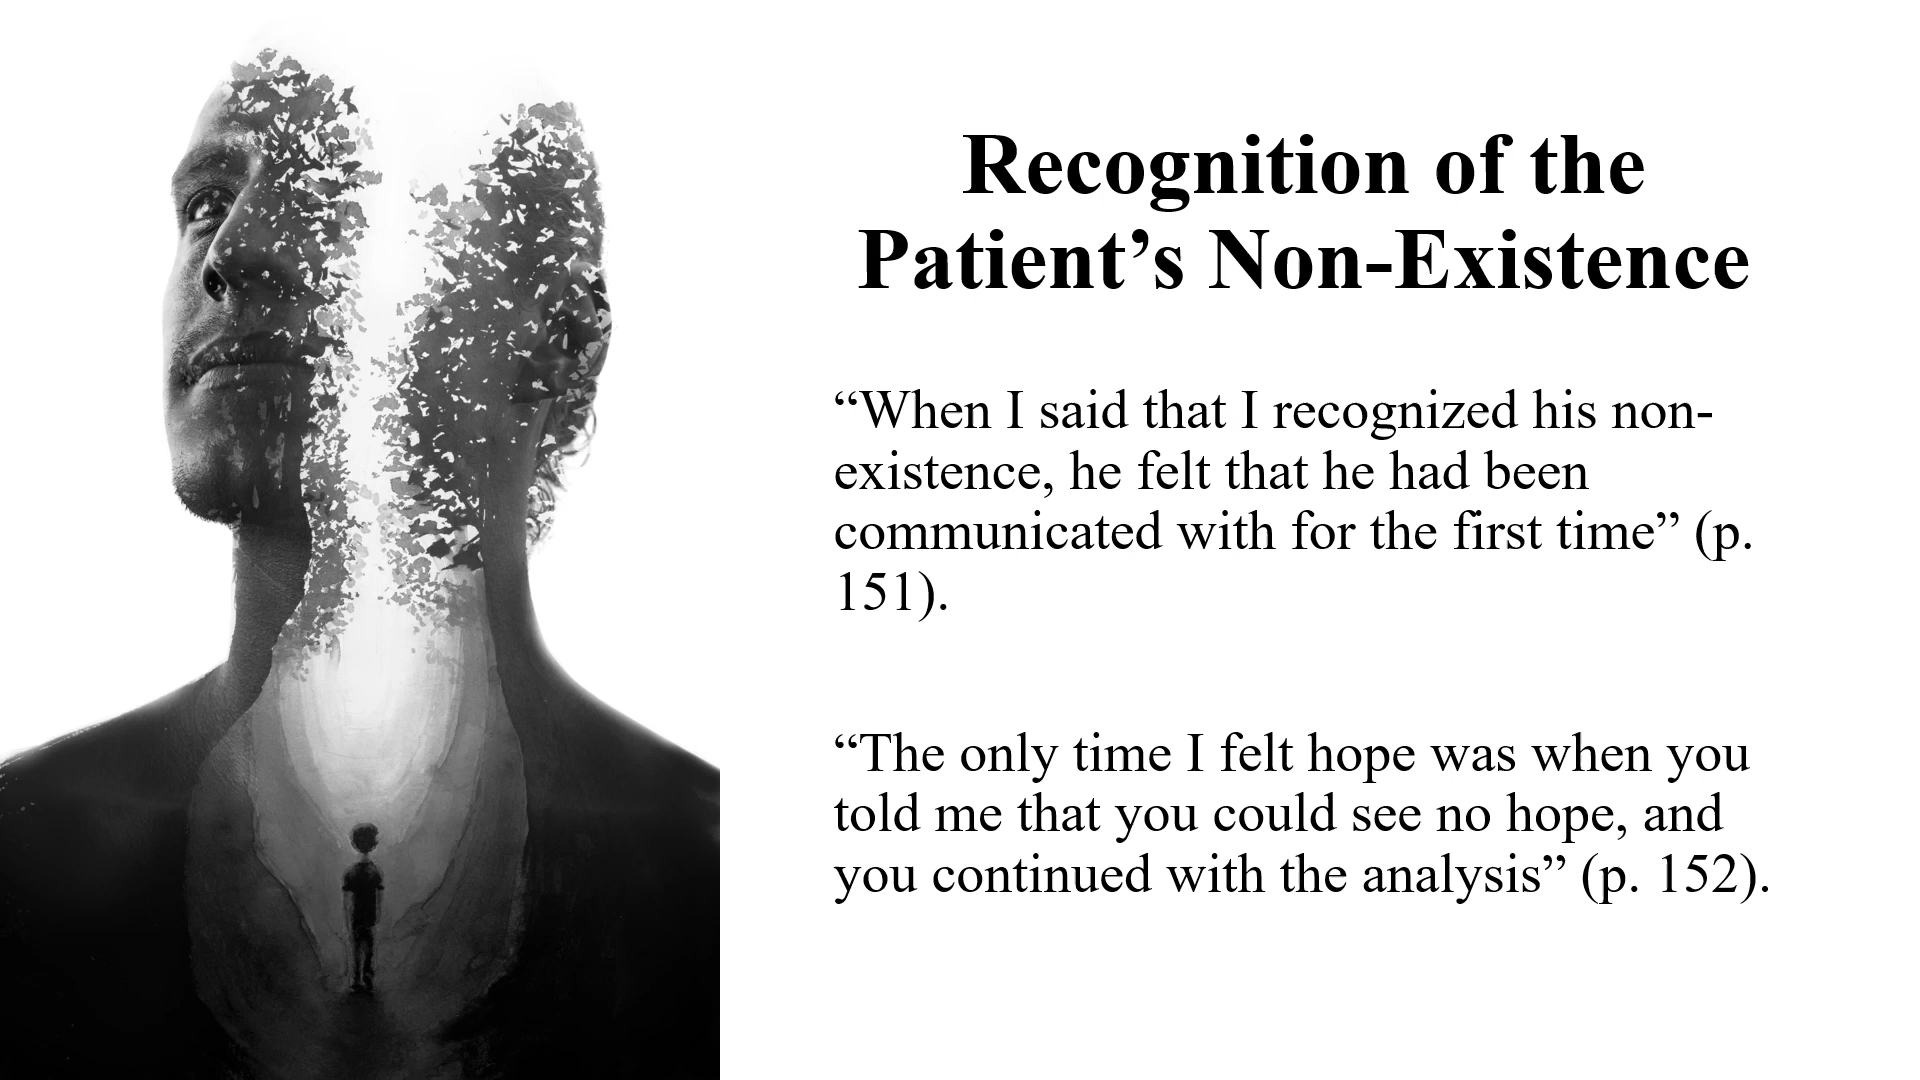 Recognition of the
Patient’s Non-Existence
“When I said that I recognized his non-
existence, he felt that he had been
communicated with for the first time” (p.
151).
“The only time I felt hope was when you
told me that you could see no hope, and
you continued with the analysis” (p. 152).